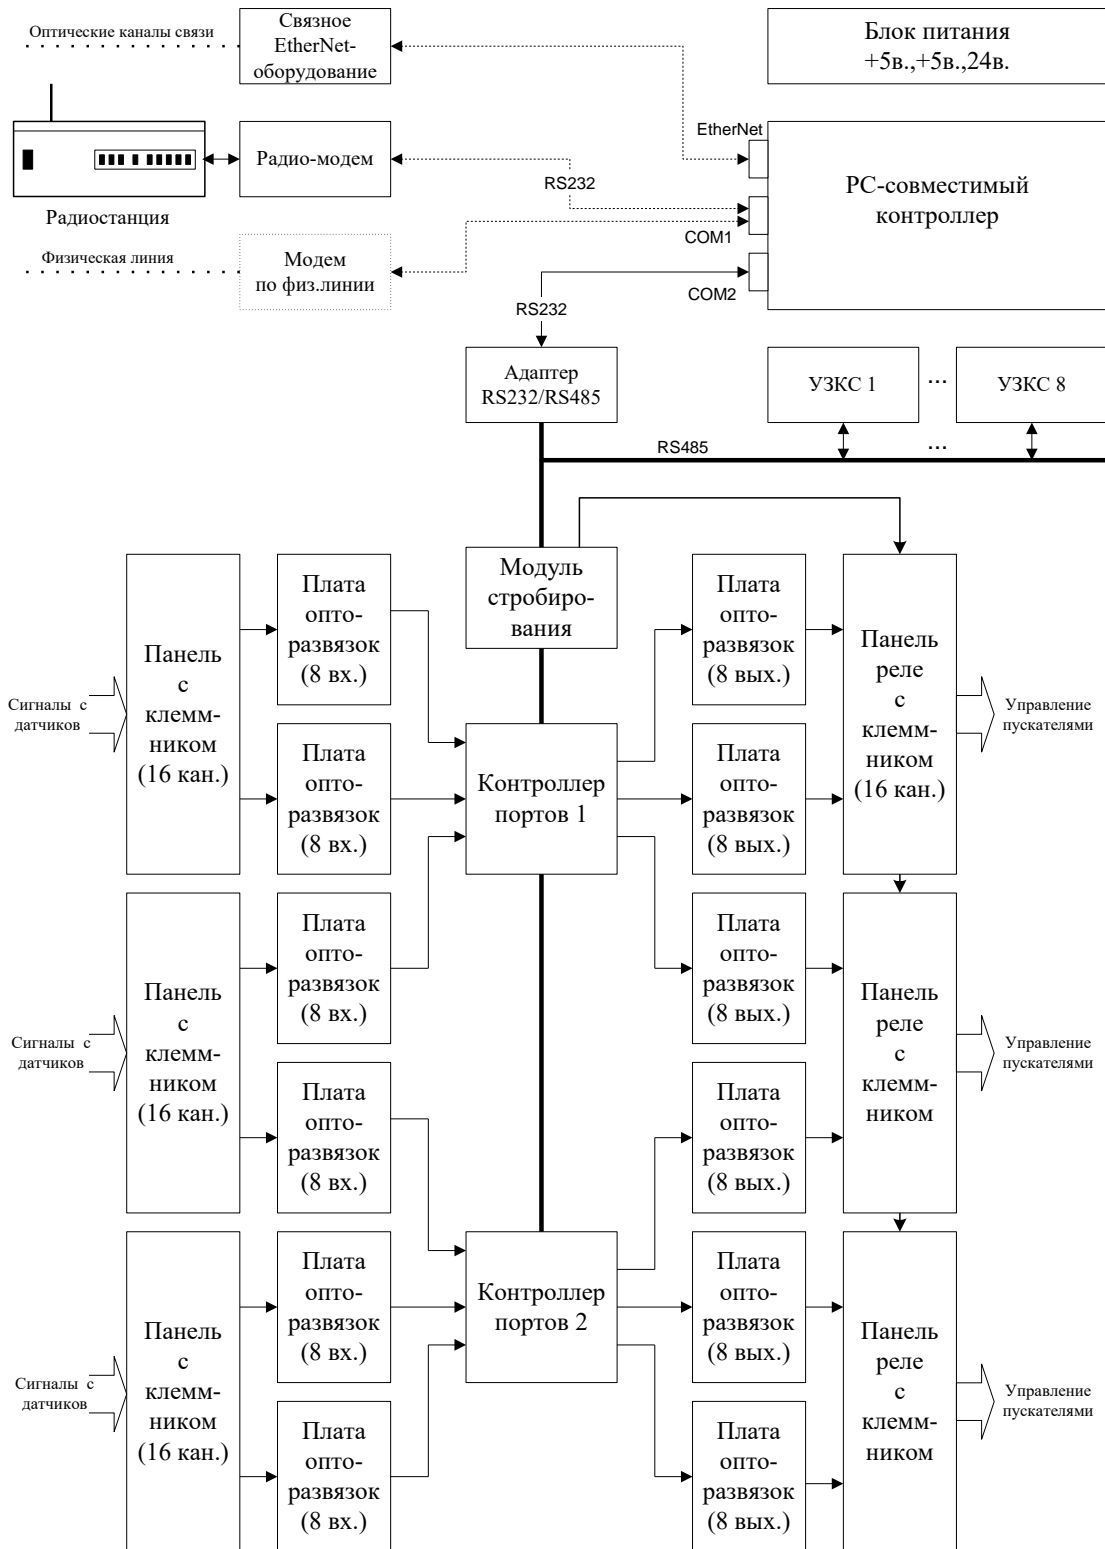 Оптические каналы связи
Связное
EtherNet-
оборудование
Блок питания
+5в.,+5в.,24в.
EtherNet
Радио-модем
RS232
PC-совместимый
контроллер
Радиостанция
COM1
Физическая линия
Модем
по физ.линии
COM2
RS232
Адаптер
RS232/RS485
УЗКС 1
...
УЗКС 8
RS485
...
Модуль
стробиро-
вания
Панель
с
клемм-
ником
(16 кан.)
Плата
опто-
развязок
(8 вх.)
Плата
опто-
развязок
(8 вых.)
Панель
реле
с
клемм-
ником
(16 кан.)
Сигналы с
датчиков
Управление
пускателями
Плата
опто-
развязок
(8 вх.)
Контроллер
портов 1
Плата
опто-
развязок
(8 вых.)
Панель
с
клемм-
ником
(16 кан.)
Плата
опто-
развязок
(8 вх.)
Плата
опто-
развязок
(8 вых.)
Панель
реле
с
клемм-
ником
Сигналы с
датчиков
Управление
пускателями
Плата
опто-
развязок
(8 вх.)
Плата
опто-
развязок
(8 вых.)
Панель
с
клемм-
ником
(16 кан.)
Плата
опто-
развязок
(8 вх.)
Контроллер
портов 2
Плата
опто-
развязок
(8 вых.)
Панель
реле
с
клемм-
ником
Сигналы с
датчиков
Управление
пускателями
Плата
опто-
развязок
(8 вх.)
Плата
опто-
развязок
(8 вых.)